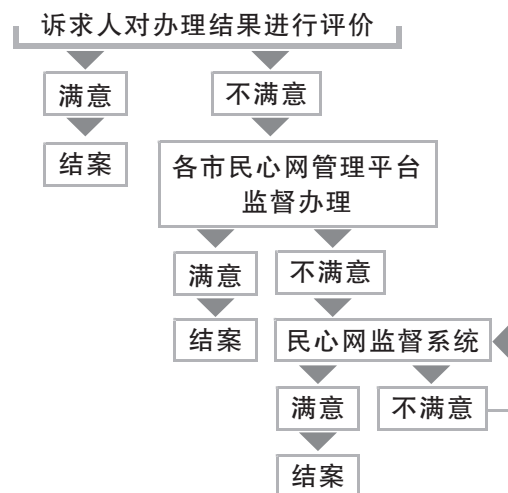 诉求人对办理结果进行评价
满意
不满意
结案
各市民心网管理平台
监督办理
满意
不满意
结案
民心网监督系统
满意
不满意
结案